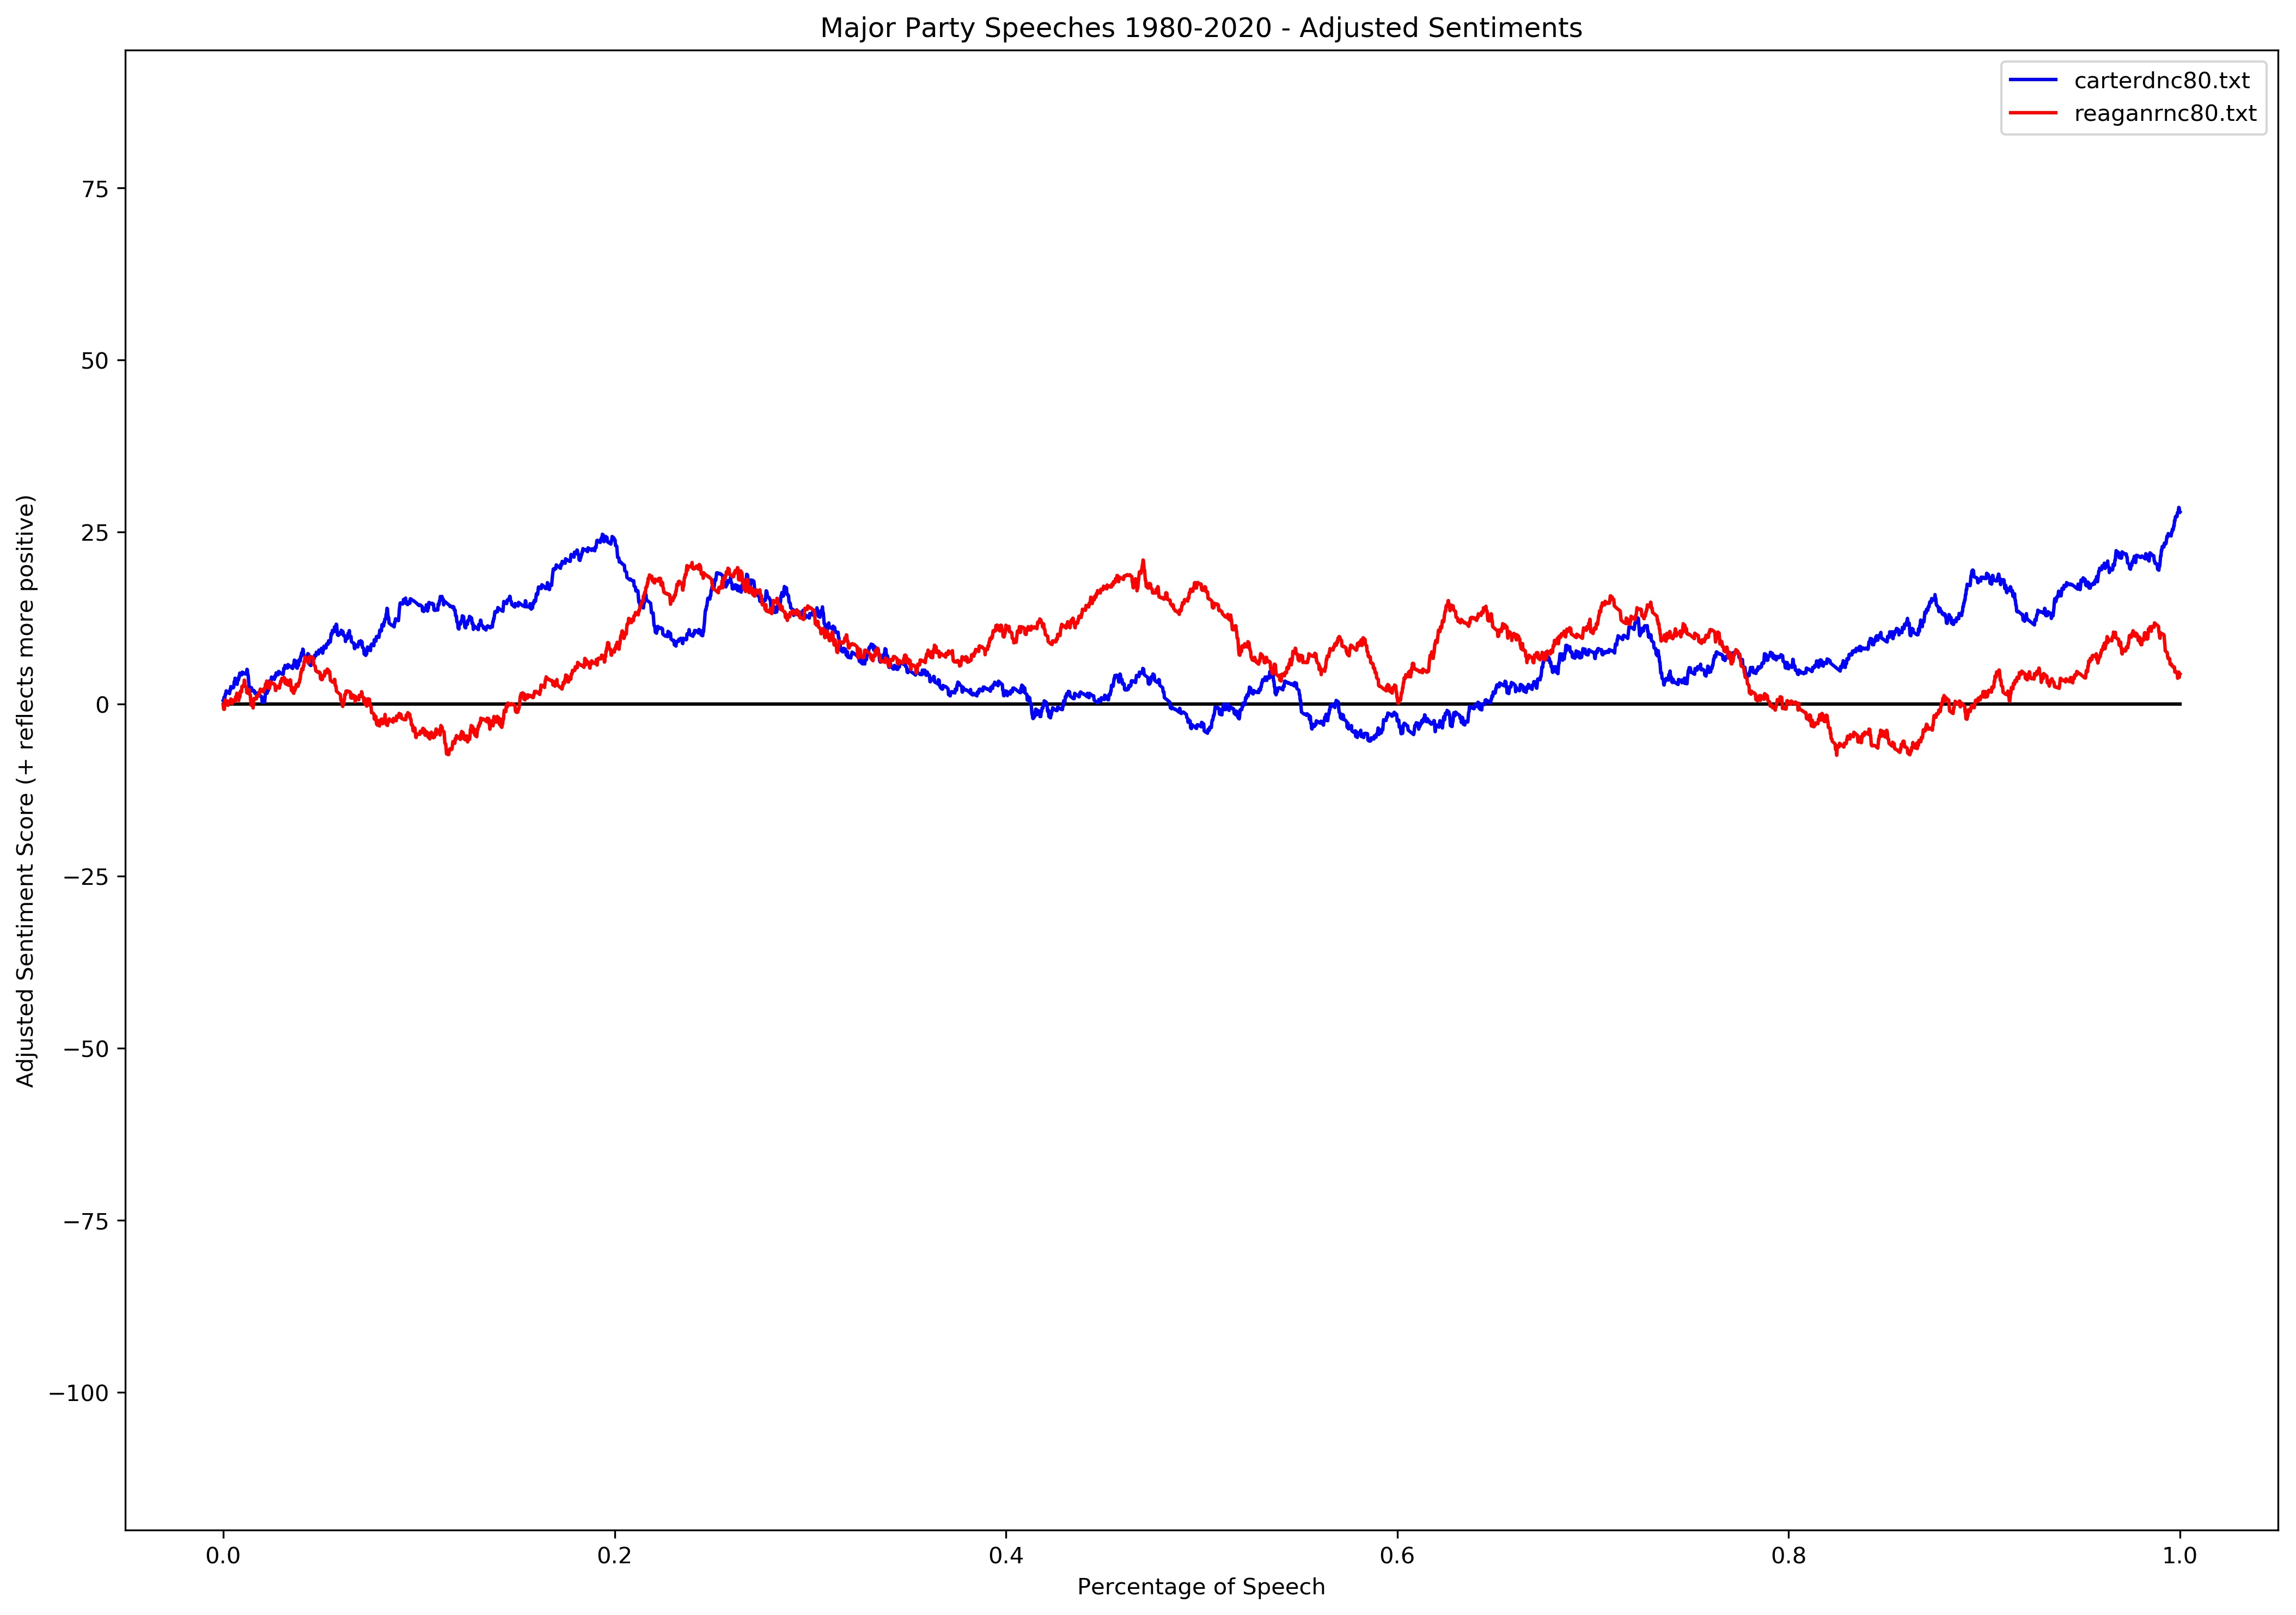 Major Party Speeches 1980-2020 - Adjusted Sentiments
carterdnc80.txt
reaganrnc80.txt
Adjusted Sentiment Score (+ reflects more positive)
75
50
25
0
−25
−50
−75
−100
0.0
0.2
0.4
0.6
0.8
1.0
Percentage of Speech